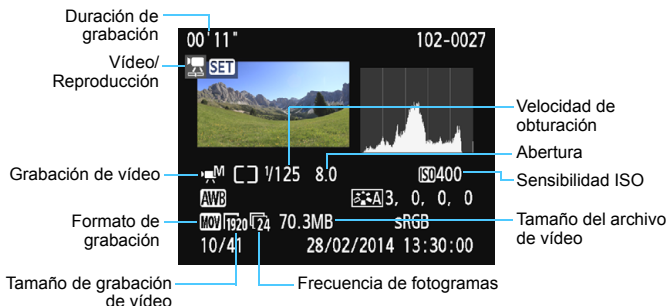 Duración de
grabación
Vídeo/
Reproducción
00'11"
102-0027
SET
Velocidad de
obturación
Abertura
Grabación de vídeo
M
1/125
8.0
ISO400
Sensibilidad ISO
AWB
A 3, 0, 0, 0
Formato de
grabación
MOV 1920 24 70.3MB
sRGB
Tamaño del archivo
de vídeo
10/41
28/02/2014 13:30:00
Tamaño de grabación
de vídeo
Frecuencia de fotogramas